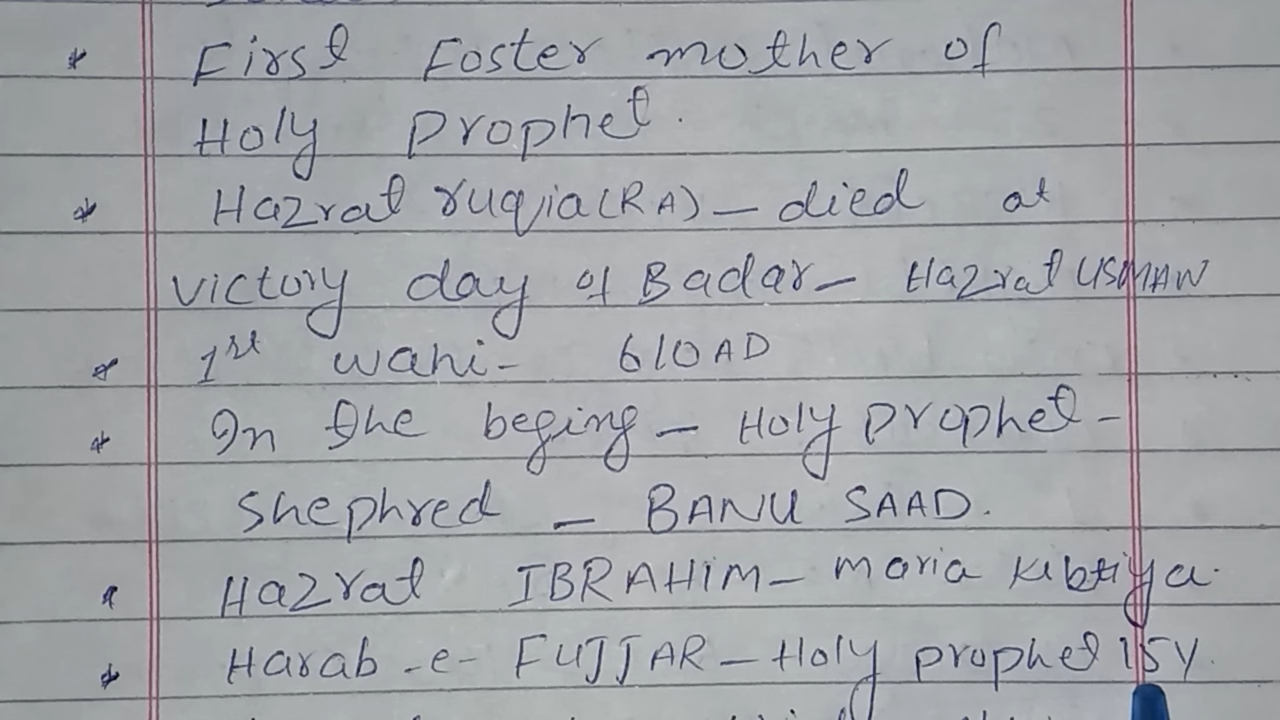 * First Foster mother of
Holy Prophet.
* Hazrat ruqia(RA) - died at
victory day of Badar - Hazrat USMAN
* 1st wahi - 610 AD
* In the beging - Holy prophet -
Shephred - BANU SAAD.
* Hazrat IBRAHIM - maria kibtiya.
* Harab-e-FUJJAR - Holy prophet 15y.